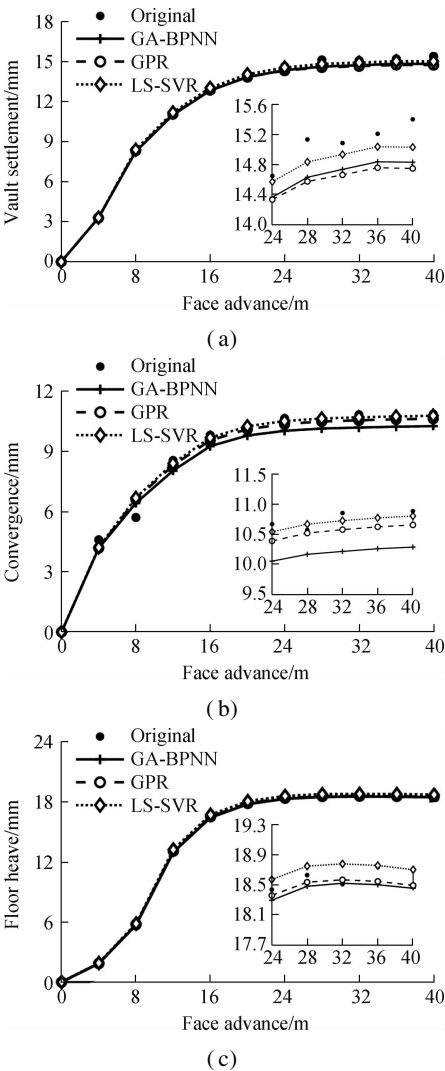 Original
GA-BPNN
GPR
LS-SVR
Vault settlement/mm
18
15
12
9
6
3
0
15.6
15.2
14.8
14.4
14.0
24 28 32 36 40
0 8 16 24 32 40
Face advance/m
(a)
Original
GA-BPNN
GPR
LS-SVR
Convergence/mm
12
9
6
3
0
11.5
11.0
10.5
10.0
9.5
24 28 32 36 40
0 8 16 24 32 40
Face advance/m
(b)
Original
GA-BPNN
GPR
LS-SVR
Floor heave/mm
24
18
12
6
0
19.3
18.9
18.5
18.1
17.7
24 28 32 36 40
0 8 16 24 32 40
Face advance/m
(c)